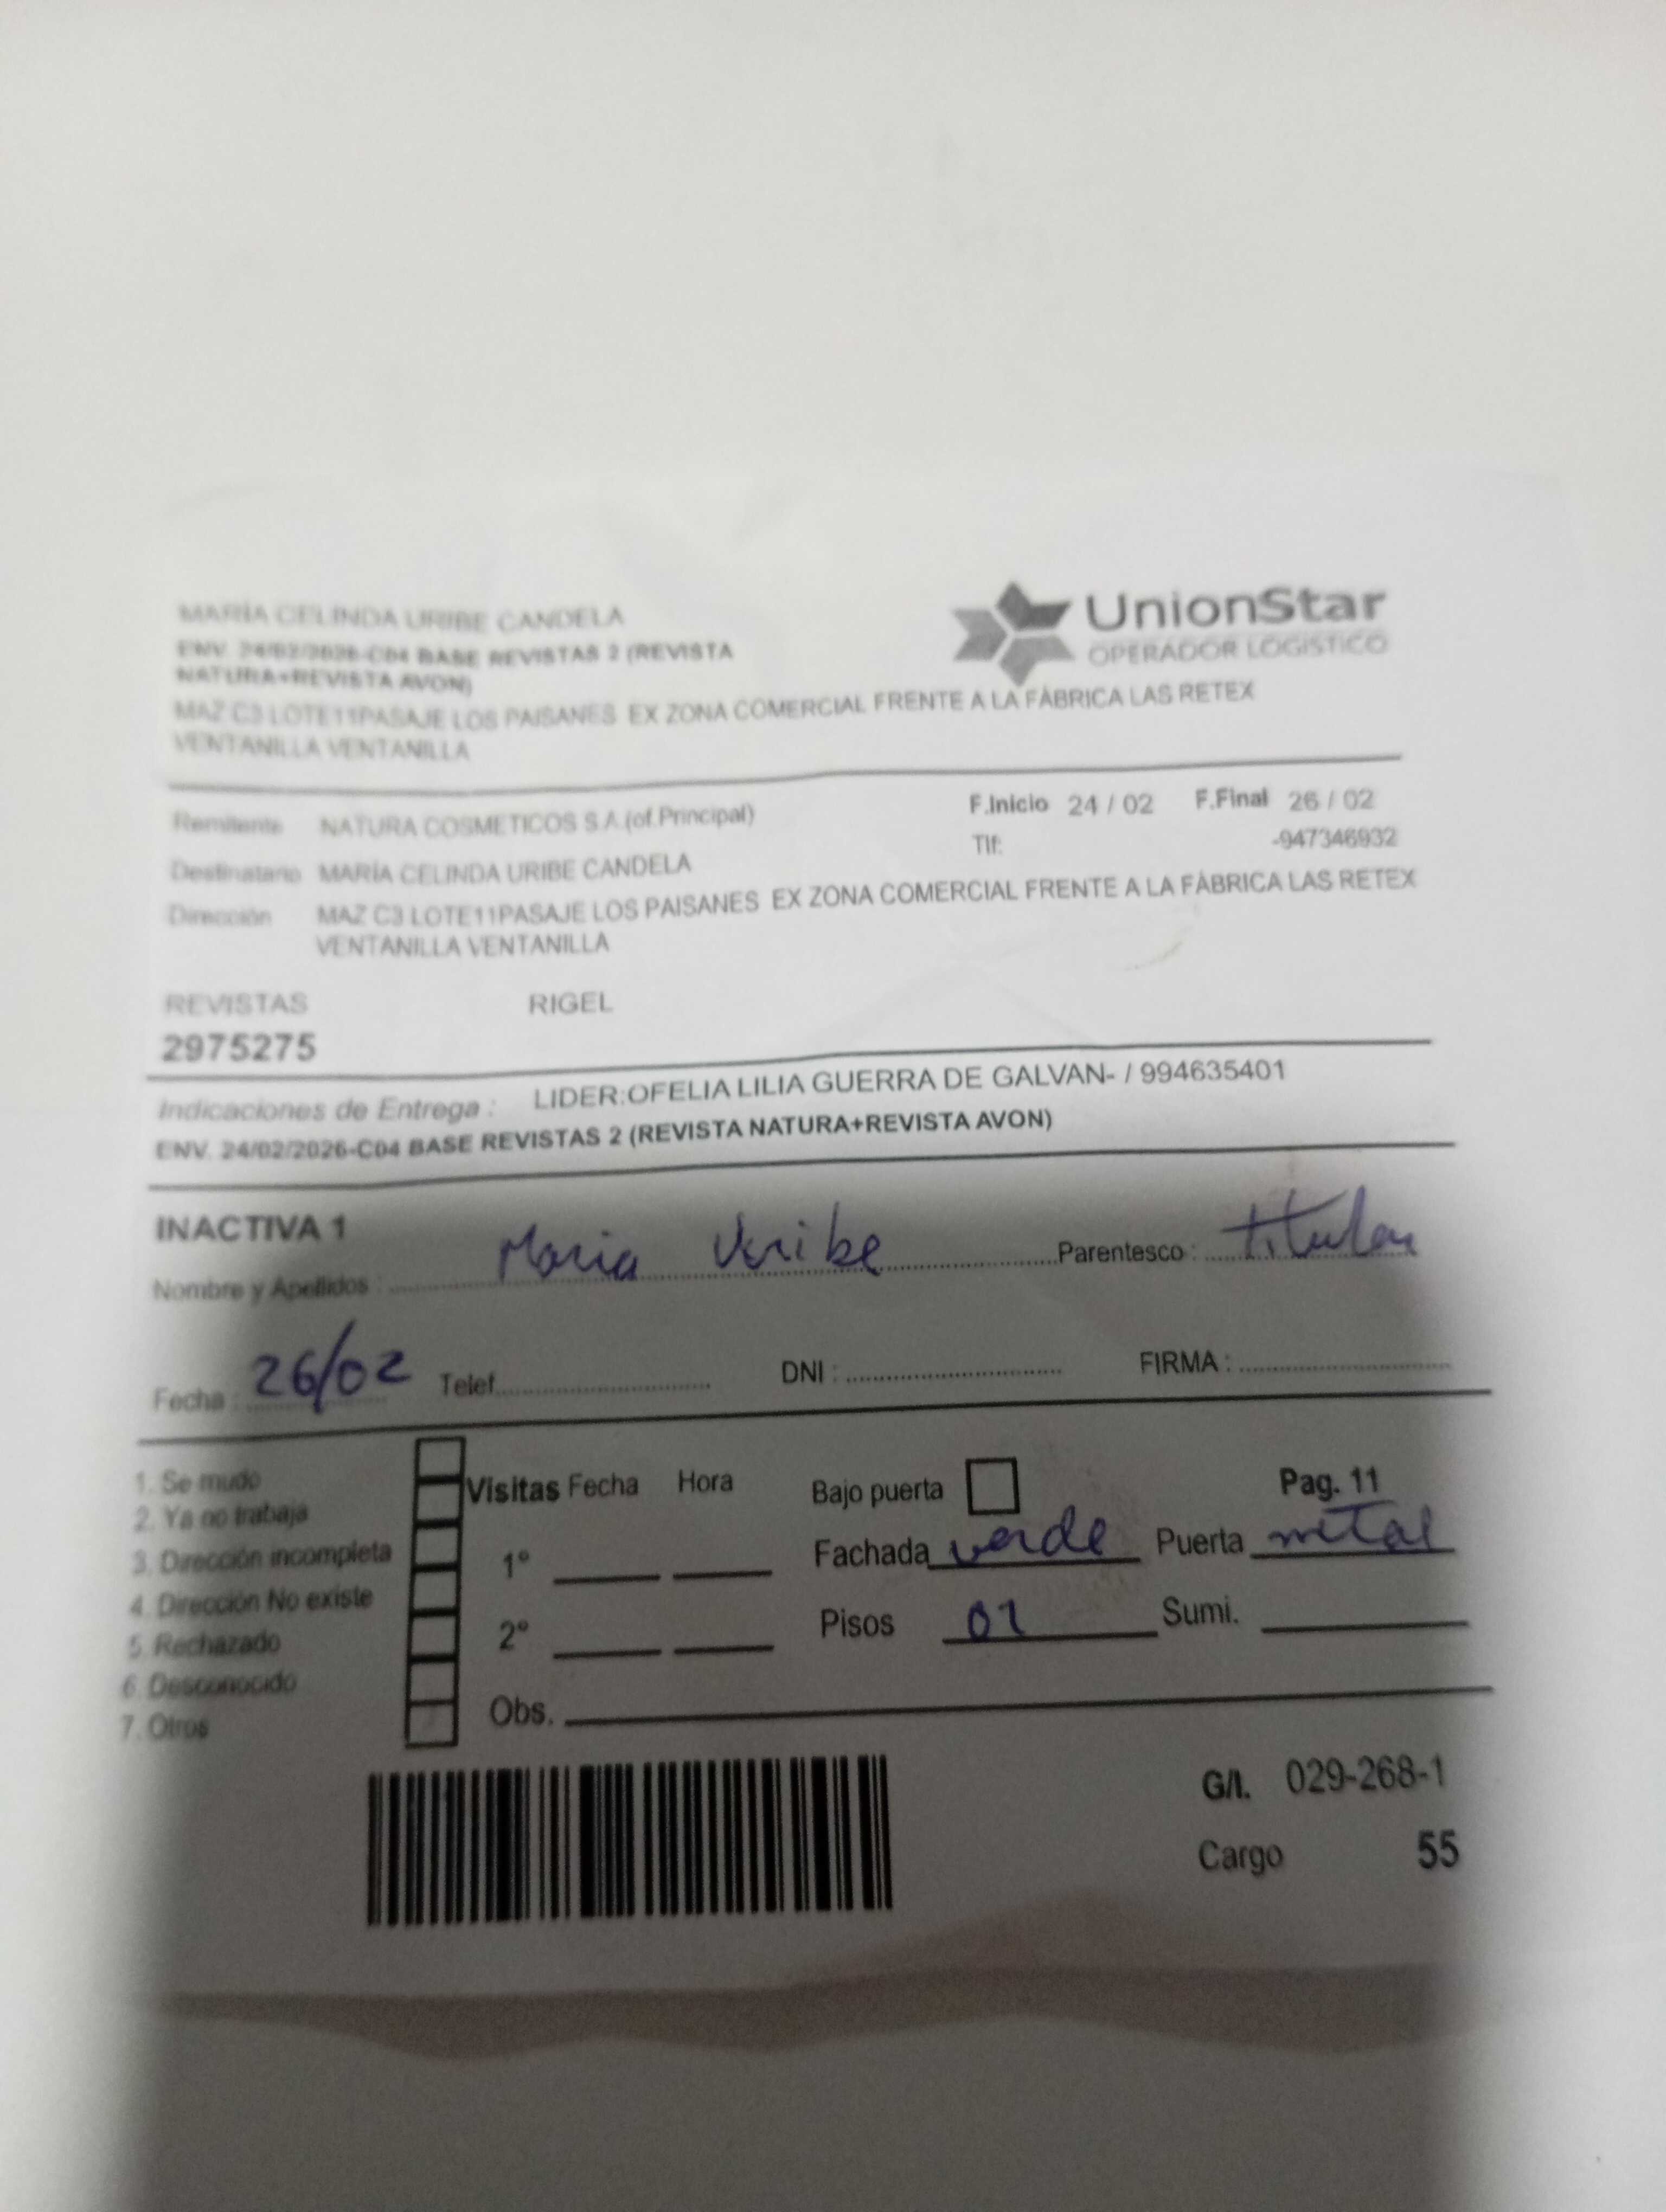 MARÍA CELINDA URIBE CANDELA
UnionStar
OPERADOR LOGÍSTICO
ENV. 24/02/2026-C04 BASE REVISTAS 2 (REVISTA
NATURA+REVISTA AVON)
MAZ C3 LOTE11PASAJE LOS PAISANES EX ZONA COMERCIAL FRENTE A LA FÁBRICA LAS RETEX
VENTANILLA VENTANILLA
Remitente NATURA COSMETICOS S A (of.Principal) F.Inicio 24 / 02 F.Final 26 / 02
Tlf: -947346932
Destinatario MARÍA CELINDA URIBE CANDELA
Dirección MAZ C3 LOTE11PASAJE LOS PAISANES EX ZONA COMERCIAL FRENTE A LA FÁBRICA LAS RETEX
VENTANILLA VENTANILLA
REVISTAS RIGEL
2975275
Indicaciones de Entrega : LIDER:OFELIA LILIA GUERRA DE GALVAN- / 994635401
ENV. 24/02/2026-C04 BASE REVISTAS 2 (REVISTA NATURA+REVISTA AVON)
INACTIVA 1
Nombre y Apellidos : Maria Uribe Parentesco : titular
Fecha : 26/02 Telef. DNI : FIRMA :
1. Se mudo
2. Ya no trabaja
3. Dirección incompleta
4. Dirección No existe
5. Rechazado
6. Desconocido
7. Otros
Visitas Fecha Hora
1°
2°
Obs.
Bajo puerta Pag. 11
Fachada verde Puerta metal
Pisos 01 Sumi.
G/I. 029-268-1
Cargo 55